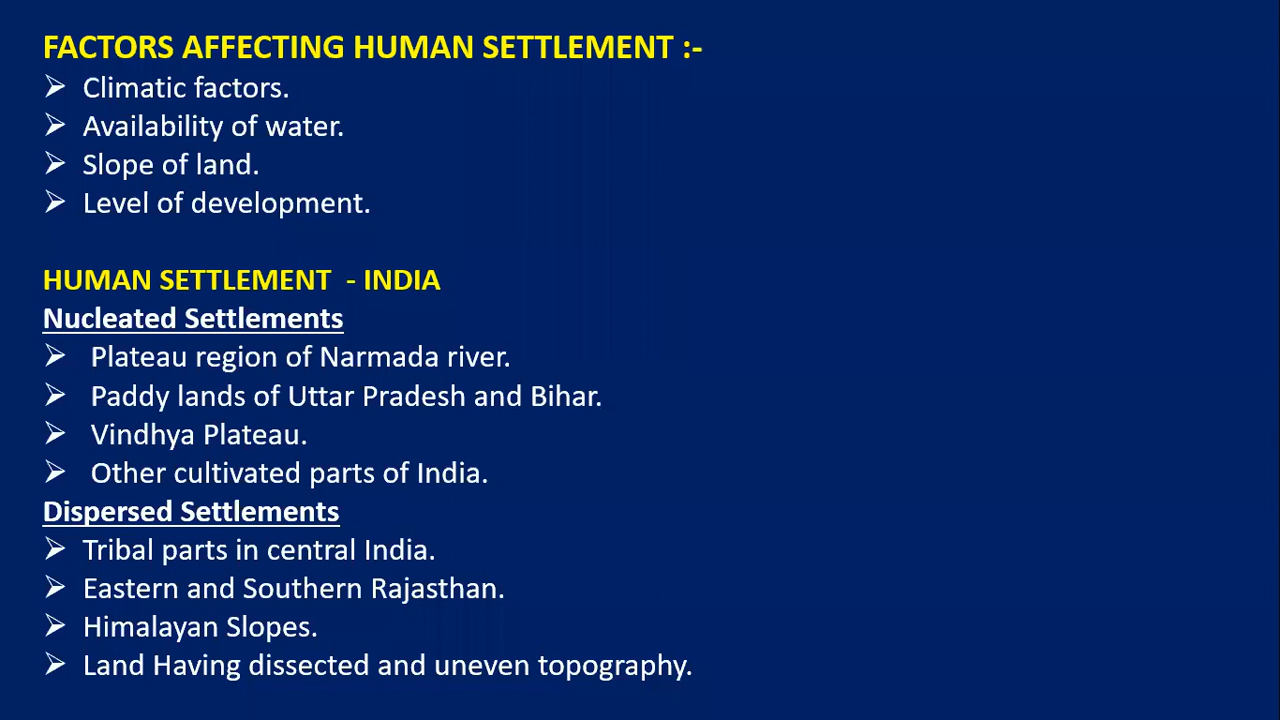 FACTORS AFFECTING HUMAN SETTLEMENT :-
➢ Climatic factors.
➢ Availability of water.
➢ Slope of land.
➢ Level of development.
HUMAN SETTLEMENT - INDIA
Nucleated Settlements
➢ Plateau region of Narmada river.
➢ Paddy lands of Uttar Pradesh and Bihar.
➢ Vindhya Plateau.
➢ Other cultivated parts of India.
Dispersed Settlements
➢ Tribal parts in central India.
➢ Eastern and Southern Rajasthan.
➢ Himalayan Slopes.
➢ Land Having dissected and uneven topography.